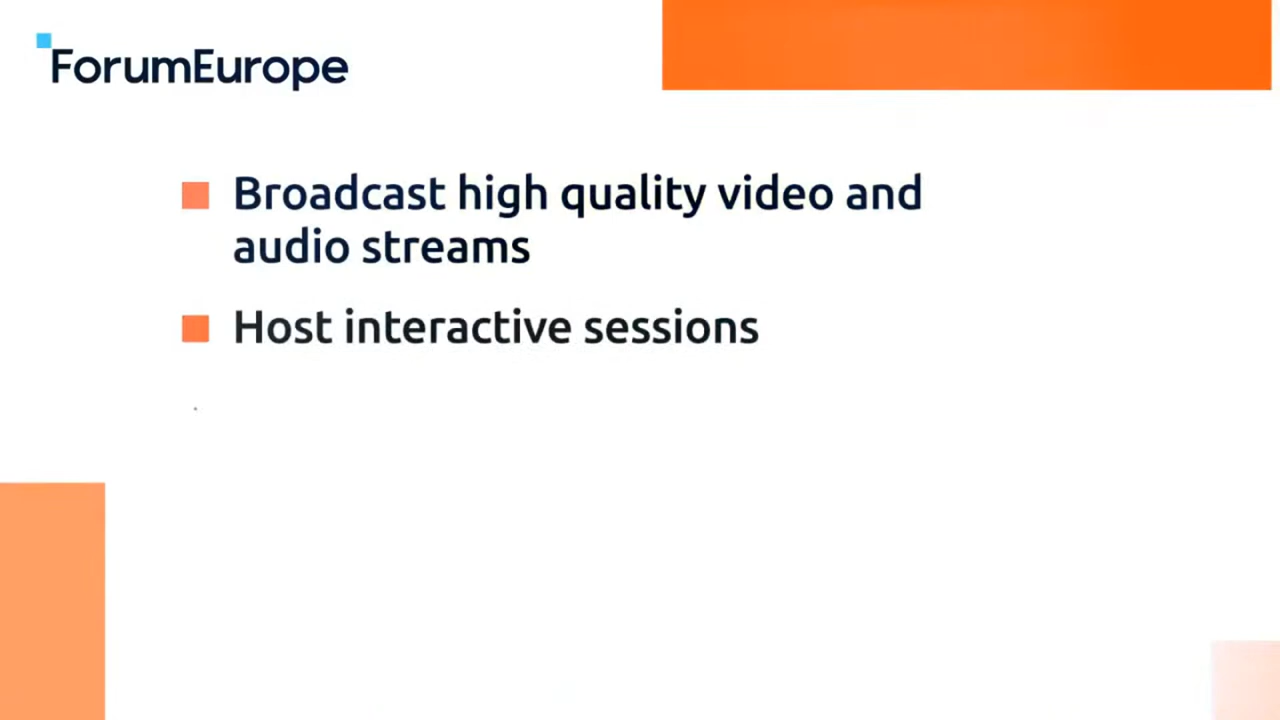 ForumEurope
Broadcast high quality video and
audio streams
Host interactive sessions